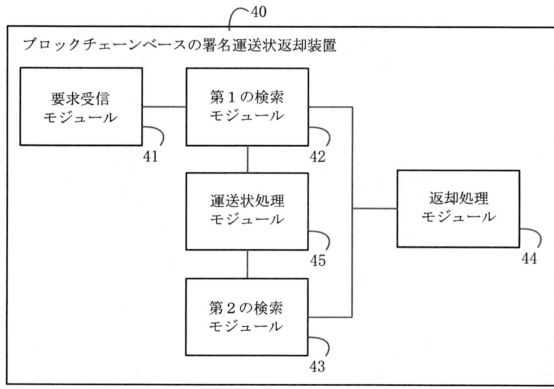 40
ブロックチェーンベースの署名運送状返却装置
要求受信
モジュール
41
第1の検索
モジュール
42
運送状処理
モジュール
45
第2の検索
モジュール
43
返却処理
モジュール
44